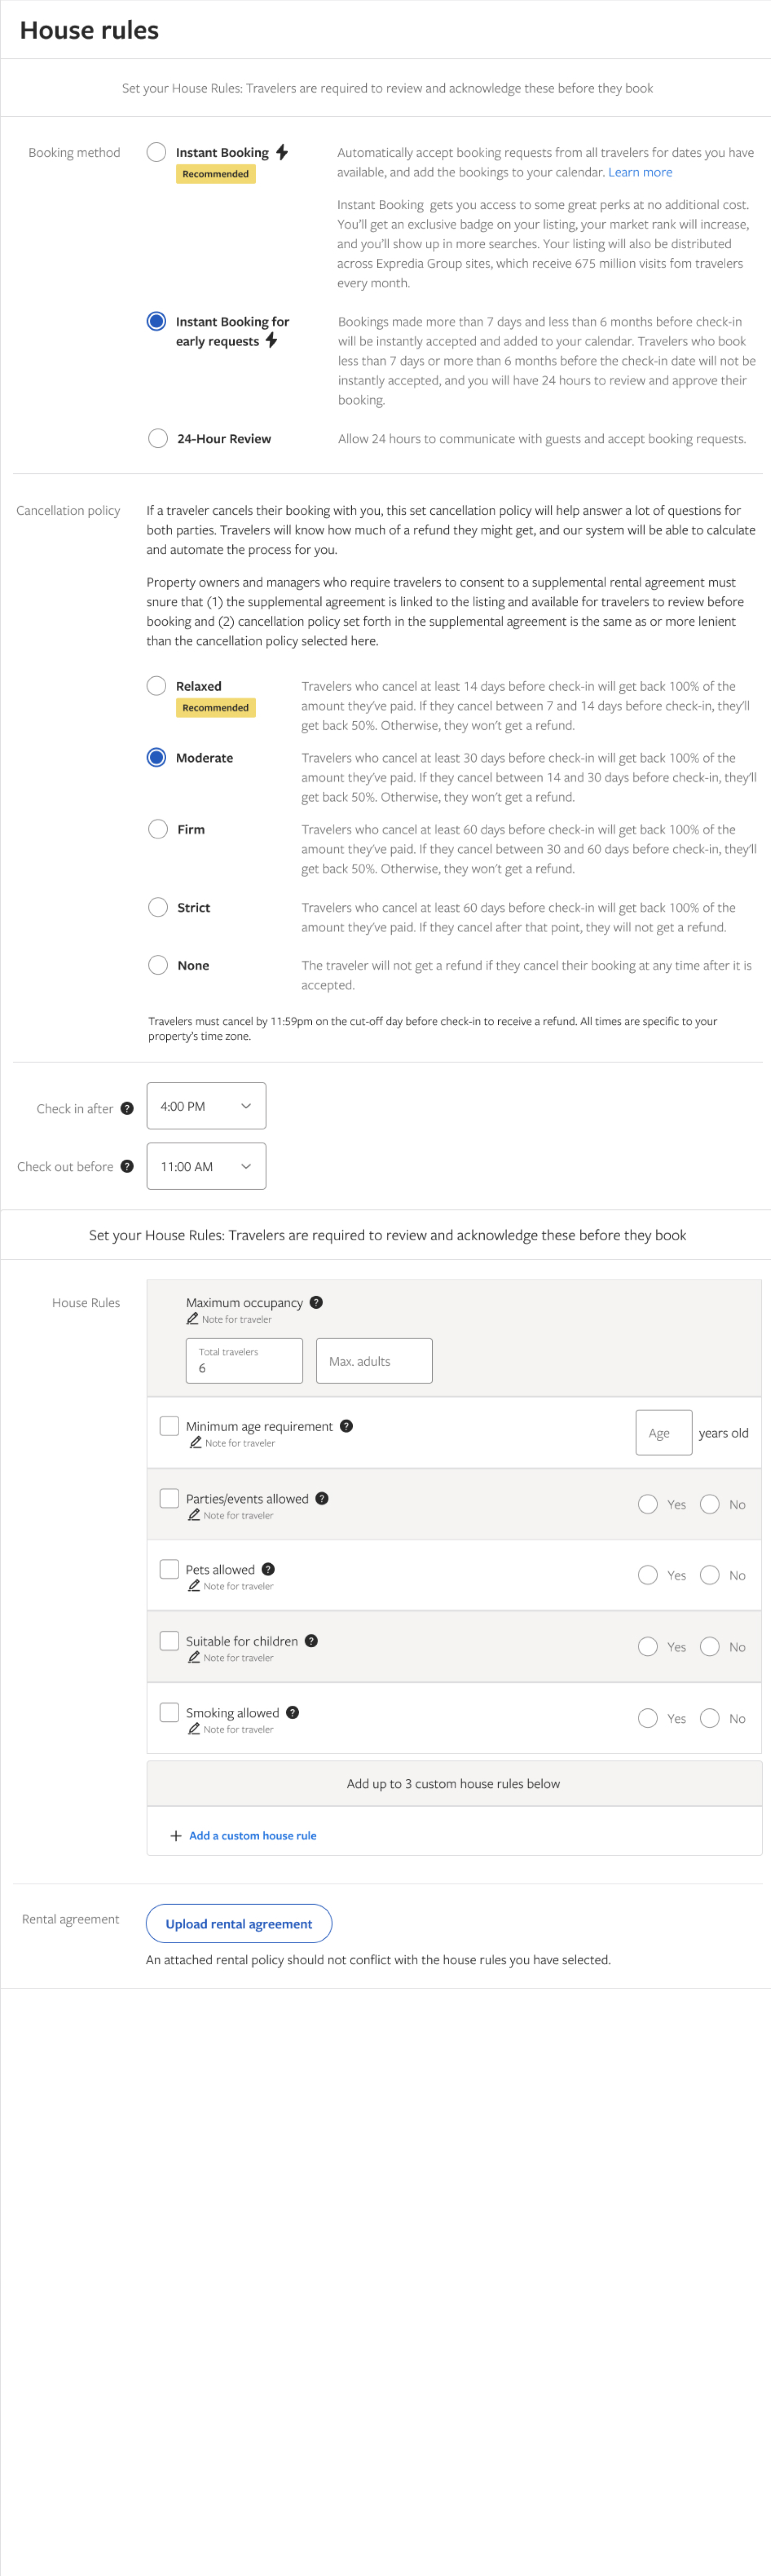 House rules
Set your House Rules: Travelers are required to review and acknowledge these before they book
Booking method
Instant Booking
Recommended
Automatically accept booking requests from all travelers for dates you have
available, and add the bookings to your calendar. Learn more
Instant Booking gets you access to some great perks at no additional cost.
You'll get an exclusive badge on your listing, your market rank will increase,
and you'll show up in more searches. Your listing will also be distributed
across Expredia Group sites, which receive 675 million visits fom travelers
every month.
Instant Booking for
early requests
Bookings made more than 7 days and less than 6 months before check-in
will be instantly accepted and added to your calendar. Travelers who book
less than 7 days or more than 6 months before the check-in date will not be
instantly accepted, and you will have 24 hours to review and approve their
booking.
24-Hour Review
Allow 24 hours to communicate with guests and accept booking requests.
Cancellation policy
If a traveler cancels their booking with you, this set cancellation policy will help answer a lot of questions for
both parties. Travelers will know how much of a refund they might get, and our system will be able to calculate
and automate the process for you.
Property owners and managers who require travelers to consent to a supplemental rental agreement must
snure that (1) the supplemental agreement is linked to the listing and available for travelers to review before
booking and (2) cancellation policy set forth in the supplemental agreement is the same as or more lenient
than the cancellation policy selected here.
Relaxed
Recommended
Travelers who cancel at least 14 days before check-in will get back 100% of the
amount they've paid. If they cancel between 7 and 14 days before check-in, they'll
get back 50%. Otherwise, they won't get a refund.
Moderate
Travelers who cancel at least 30 days before check-in will get back 100% of the
amount they've paid. If they cancel between 14 and 30 days before check-in, they'll
get back 50%. Otherwise, they won't get a refund.
Firm
Travelers who cancel at least 60 days before check-in will get back 100% of the
amount they've paid. If they cancel between 30 and 60 days before check-in, they'll
get back 50%. Otherwise, they won't get a refund.
Strict
Travelers who cancel at least 60 days before check-in will get back 100% of the
amount they've paid. If they cancel after that point, they will not get a refund.
None
The traveler will not get a refund if they cancel their booking at any time after it is
accepted.
Travelers must cancel by 11:59pm on the cut-off day before check-in to receive a refund. All times are specific to your
property's time zone.
Check in after ?
4:00 PM
Check out before ?
11:00 AM
Set your House Rules: Travelers are required to review and acknowledge these before they book
House Rules
Maximum occupancy ?
Note for traveler
Total travelers
6
Max. adults
Minimum age requirement ?
Note for traveler
Age
years old
Parties/events allowed ?
Note for traveler
Yes
No
Pets allowed ?
Note for traveler
Yes
No
Suitable for children ?
Note for traveler
Yes
No
Smoking allowed ?
Note for traveler
Yes
No
Add up to 3 custom house rules below
+ Add a custom house rule
Rental agreement
Upload rental agreement
An attached rental policy should not conflict with the house rules you have selected.